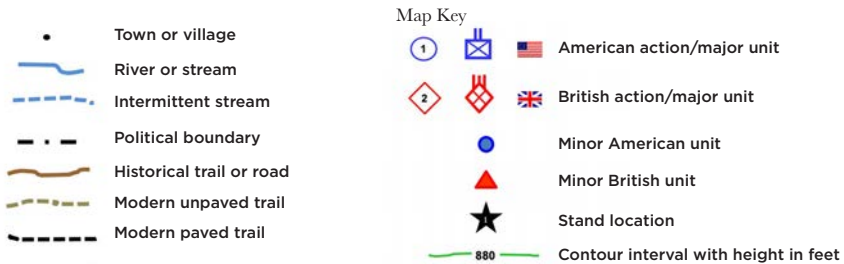 Map Key
Town or village
River or stream
Intermittent stream
Political boundary
Historical trail or road
Modern unpaved trail
Modern paved trail
1 American action/major unit
2 British action/major unit
Minor American unit
Minor British unit
1 Stand location
880 Contour interval with height in feet